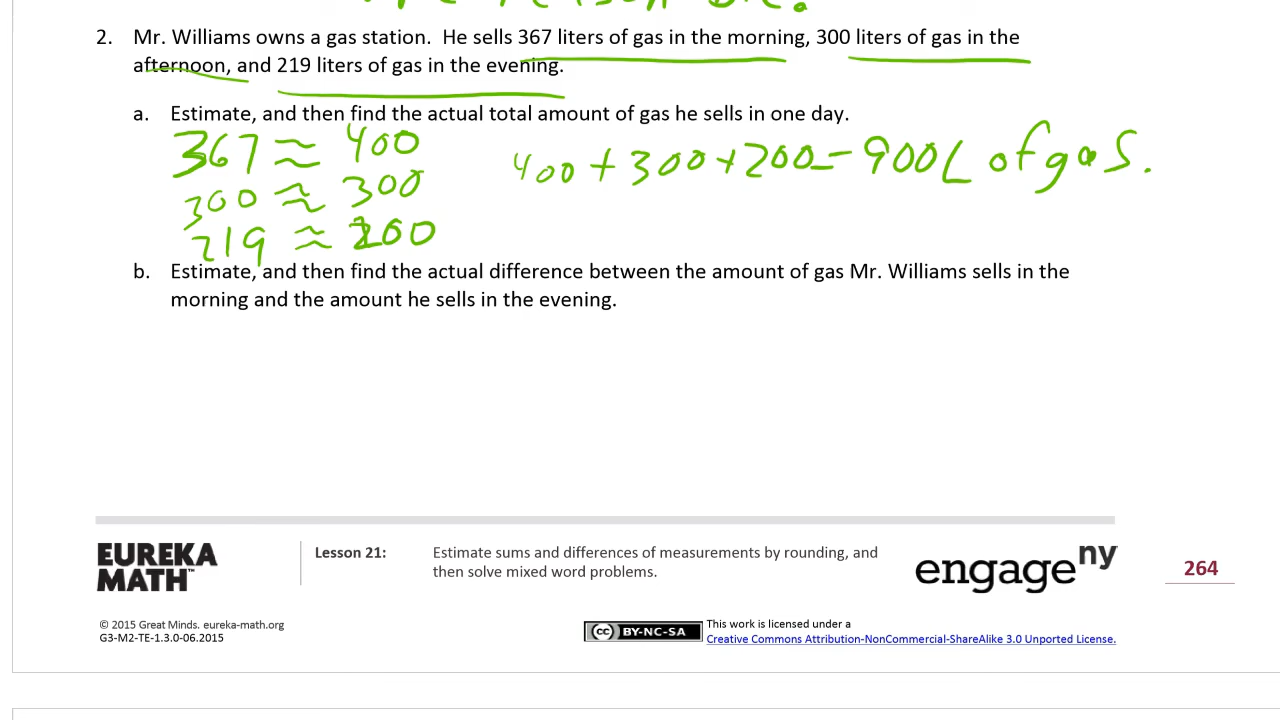 2. Mr. Williams owns a gas station. He sells 367 liters of gas in the morning, 300 liters of gas in the
afternoon, and 219 liters of gas in the evening.
a. Estimate, and then find the actual total amount of gas he sells in one day.
367 ≈ 400
400 + 300 + 200 = 900L of gas.
300 ≈ 300
219 ≈ 200
b. Estimate, and then find the actual difference between the amount of gas Mr. Williams sells in the
morning and the amount he sells in the evening.
EUREKA
MATH™
Lesson 21:
Estimate sums and differences of measurements by rounding, and
then solve mixed word problems.
engage ny
264
© 2015 Great Minds. eureka-math.org
G3-M2-TE-1.3.0-06.2015
cc BY-NC-SA
This work is licensed under a
Creative Commons Attribution-NonCommercial-ShareAlike 3.0 Unported License.